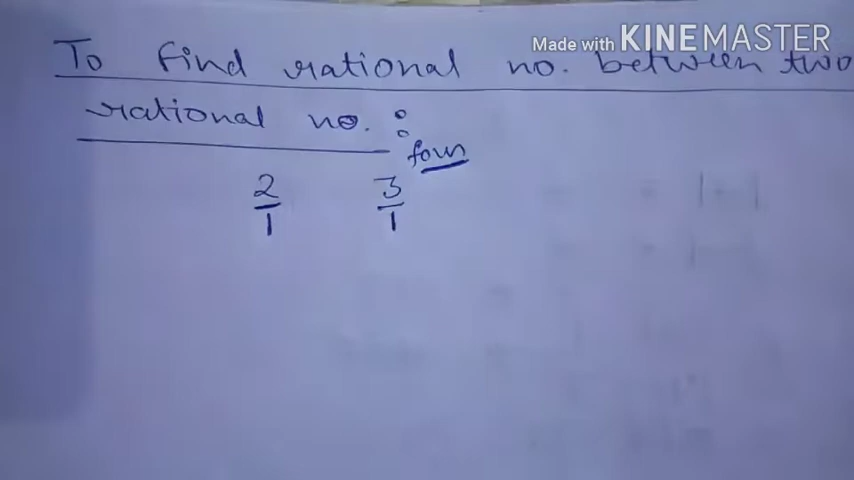 Made with KINEMASTER
To find rational no. between two
rational no. :
four
2/1 3/1